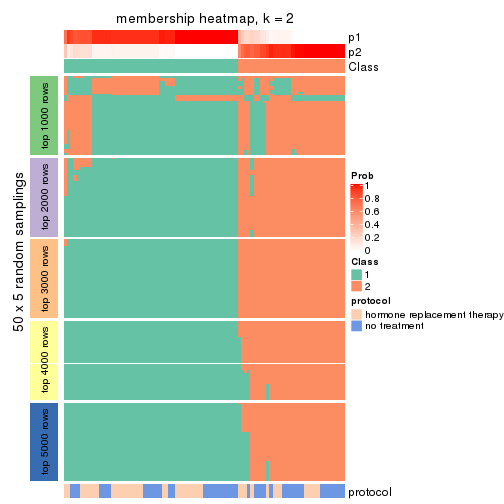 membership heatmap, k = 2
p1
p2
Class
50 x 5 random samplings
top 1000 rows
top 2000 rows
top 3000 rows
top 4000 rows
top 5000 rows
protocol
Prob
1
0.8
0.6
0.4
0.2
0
Class
1
2
protocol
hormone replacement therapy
no treatment